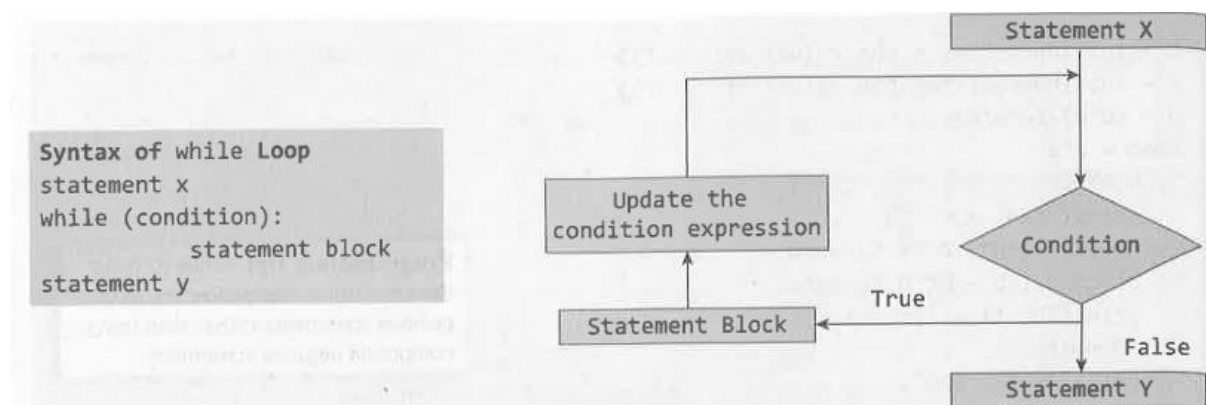 Syntax of while Loop
statement x
while (condition):
statement block
statement y
Statement X
Update the
condition expression
Condition
True
Statement Block
False
Statement Y